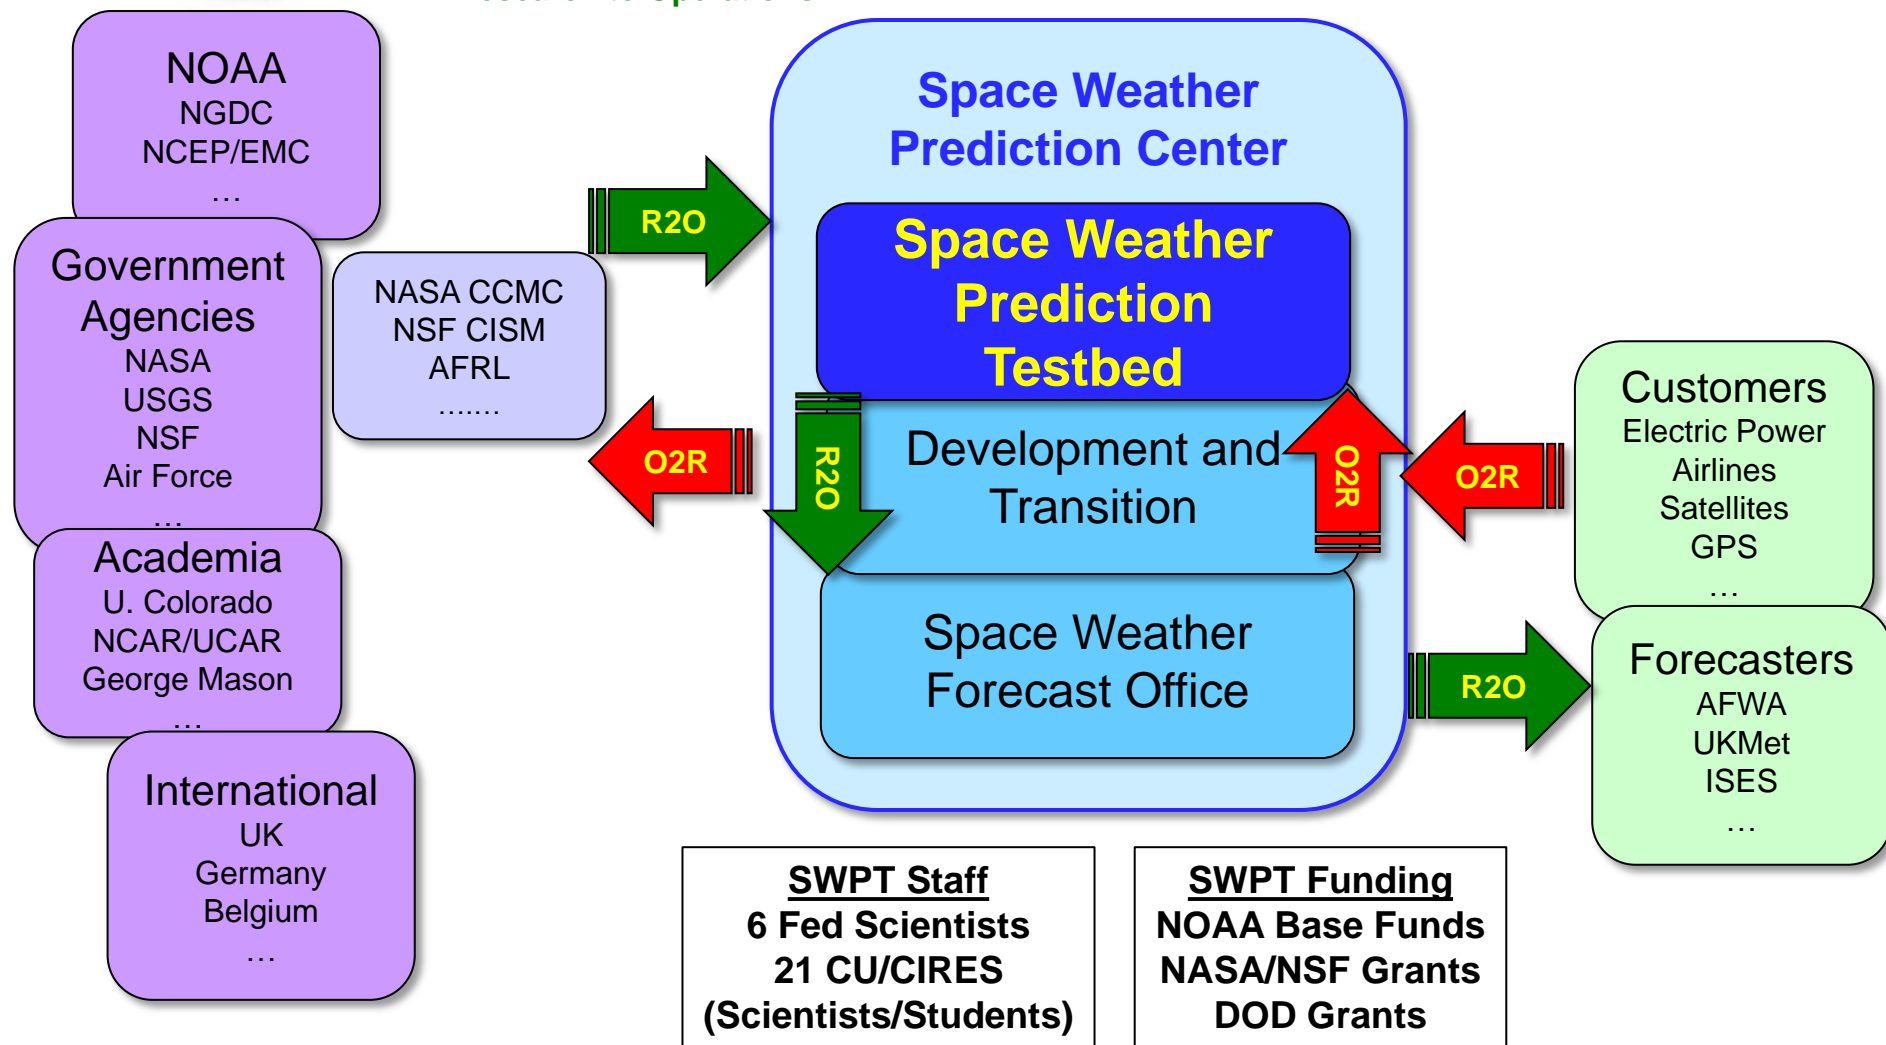 to Operations
NOAA
NGDC
NCEP/EMC
…
Government
Agencies
NASA
USGS
NSF
Air Force
…
Academia
U. Colorado
NCAR/UCAR
George Mason
…
International
UK
Germany
Belgium
…
NASA CCMC
NSF CISM
AFRL
…….
R2O
O2R
Space Weather
Prediction Center
Space Weather
Prediction
Testbed
R2O
Development and
Transition
O2R
Space Weather
Forecast Office
O2R
R2O
Customers
Electric Power
Airlines
Satellites
GPS
…
Forecasters
AFWA
UKMet
ISES
…
SWPT Staff
6 Fed Scientists
21 CU/CIRES
(Scientists/Students)
SWPT Funding
NOAA Base Funds
NASA/NSF Grants
DOD Grants